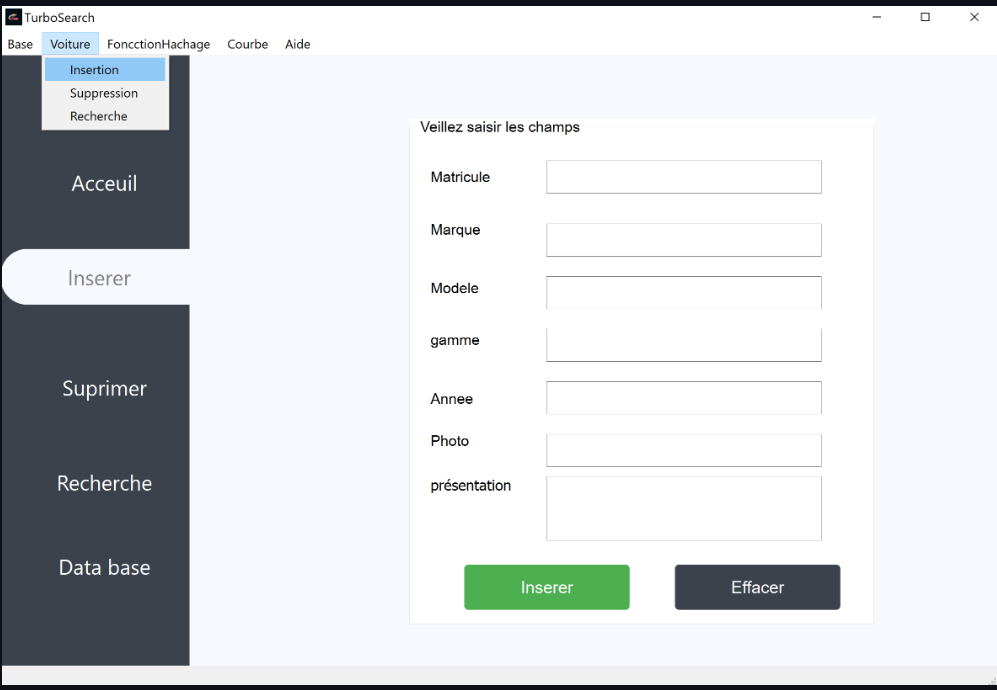 TurboSearch
Base Voiture FoncctionHachage Courbe Aide
Insertion
Suppression
Recherche
Acceuil
Inserer
Suprimer
Recherche
Data base
Veillez saisir les champs
Matricule
Marque
Modele
gamme
Annee
Photo
présentation
Inserer Effacer